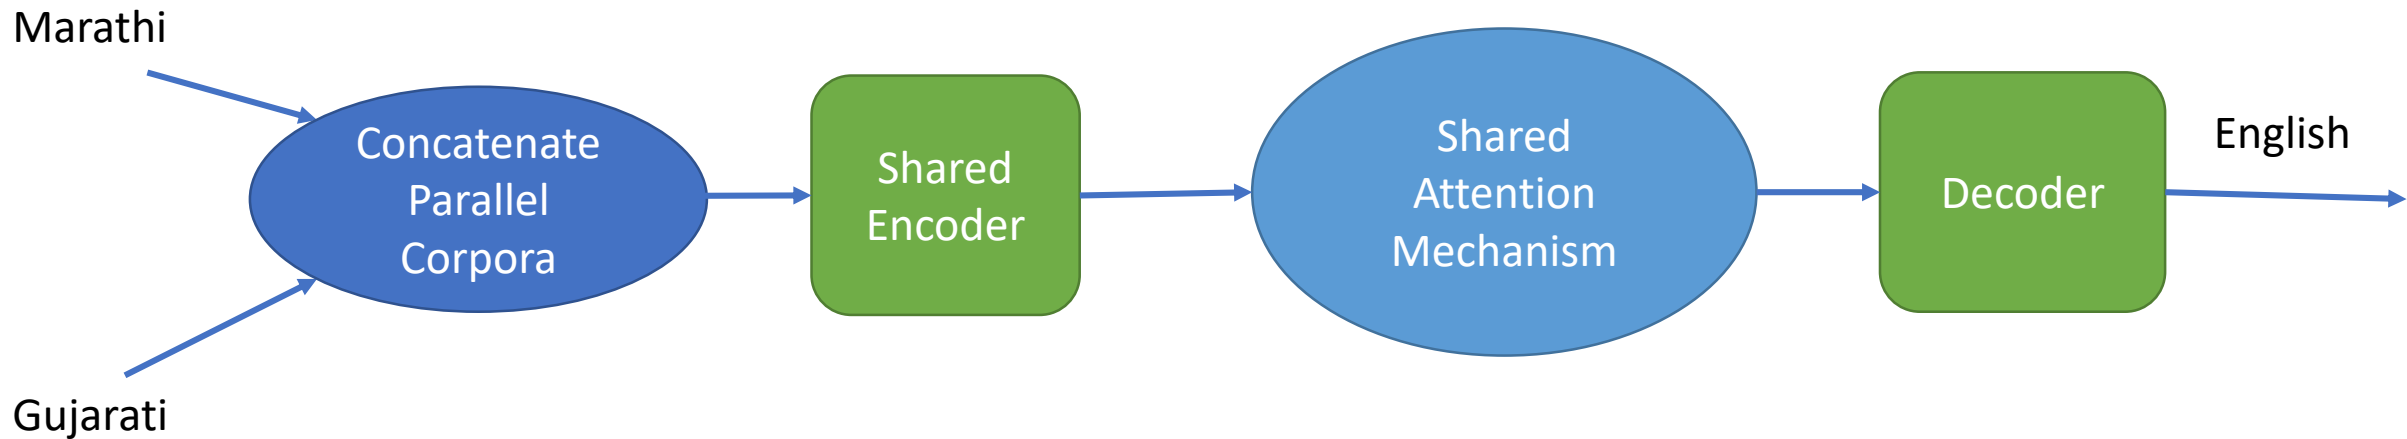 Marathi
Concatenate
Parallel
Corpora
Shared
Encoder
Shared
Attention
Mechanism
Decoder
English
Gujarati